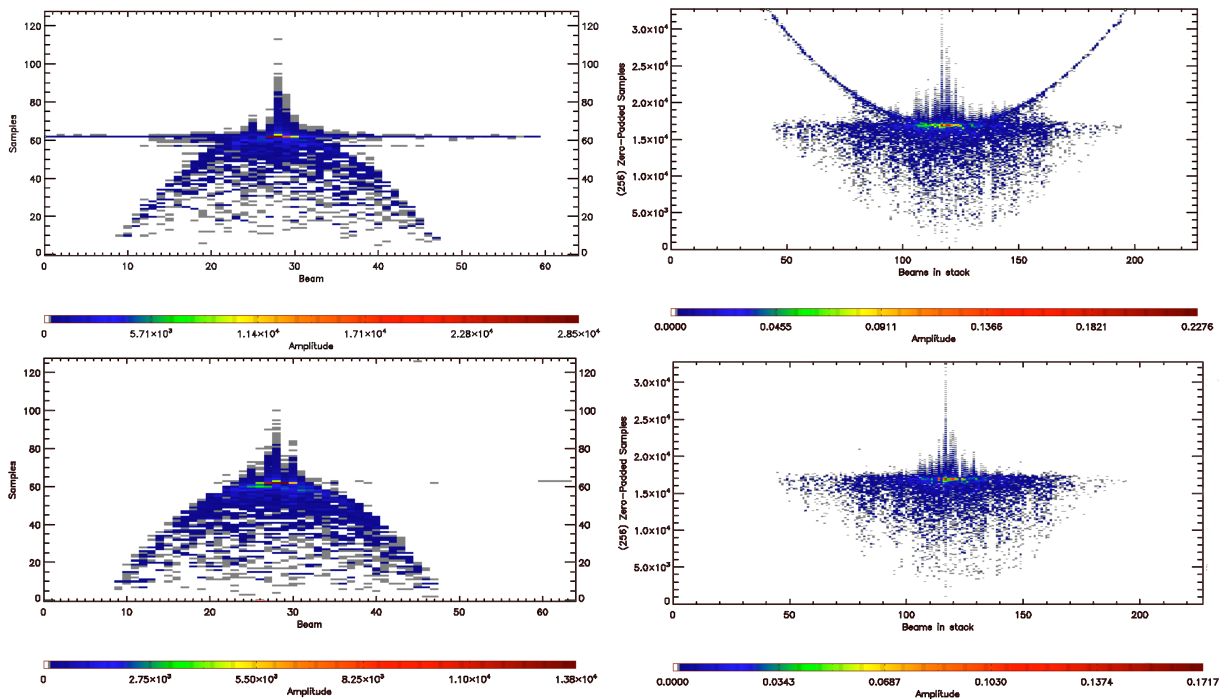 120
100
80
60
40
20
0
Samples
120
100
80
60
40
20
0
0 10 20 30 40 50 60
Beam
0 5.71×10³ 1.14×10⁴ 1.71×10⁴ 2.28×10⁴ 2.85×10⁴
Amplitude
(256) Zero-Padded Samples
3.0×10⁴
2.5×10⁴
2.0×10⁴
1.5×10⁴
1.0×10⁴
5.0×10³
0
50 100 150 200
Beams in stack
0.0000 0.0455 0.0911 0.1366 0.1821 0.2276
Amplitude
120
100
80
60
40
20
0
Samples
120
100
80
60
40
20
0
0 10 20 30 40 50 60
Beam
0 2.75×10³ 5.50×10³ 8.25×10³ 1.10×10⁴ 1.38×10⁴
Amplitude
(256) Zero-Padded Samples
3.0×10⁴
2.5×10⁴
2.0×10⁴
1.5×10⁴
1.0×10⁴
5.0×10³
0
0 50 100 150 200
Beams in stack
0.0000 0.0343 0.0687 0.1030 0.1374 0.1717
Amplitude